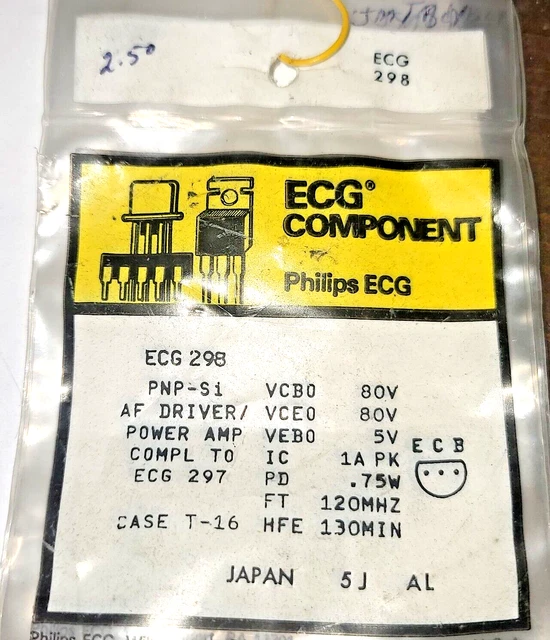 2.50
ECG
298
ECG®
COMPONENT
Philips ECG
ECG 298
PNP-Si VCBO 80V
AF DRIVER/ VCEO 80V
POWER AMP VEBO 5V
COMPL TO IC 1A PK
ECG 297 PD .75W
FT 120MHZ
CASE T-16 HFE 130MIN
E C B
JAPAN 5J AL
Philips ECG